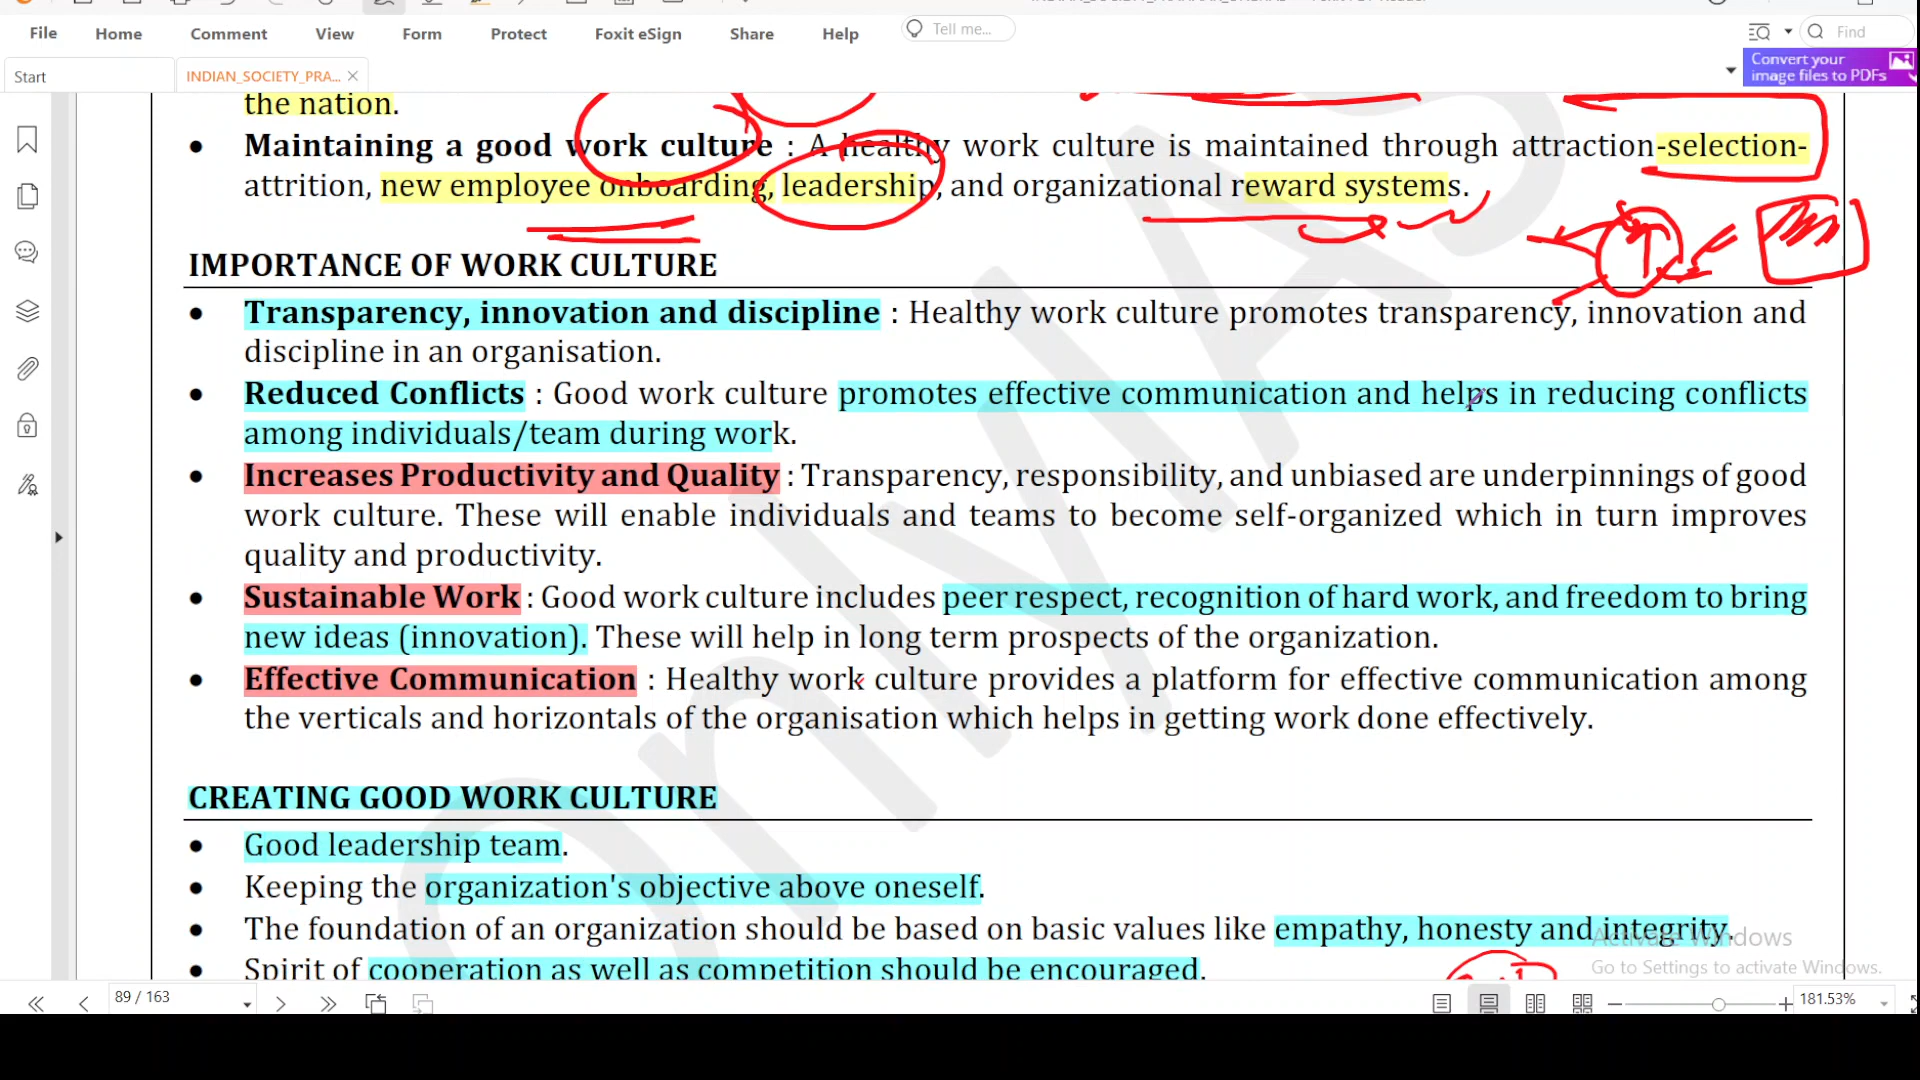 File Home Comment View Form Protect Foxit eSign Share Help Tell me... Find
Start INDIAN_SOCIETY_PRA... Convert your
image files to PDFs
the nation.
• Maintaining a good work culture : A healthy work culture is maintained through attraction-selection-
attrition, new employee onboarding, leadership, and organizational reward systems.
IMPORTANCE OF WORK CULTURE
• Transparency, innovation and discipline : Healthy work culture promotes transparency, innovation and
discipline in an organisation.
• Reduced Conflicts : Good work culture promotes effective communication and helps in reducing conflicts
among individuals/team during work.
• Increases Productivity and Quality : Transparency, responsibility, and unbiased are underpinnings of good
work culture. These will enable individuals and teams to become self-organized which in turn improves
quality and productivity.
• Sustainable Work : Good work culture includes peer respect, recognition of hard work, and freedom to bring
new ideas (innovation). These will help in long term prospects of the organization.
• Effective Communication : Healthy work culture provides a platform for effective communication among
the verticals and horizontals of the organisation which helps in getting work done effectively.
CREATING GOOD WORK CULTURE
• Good leadership team.
• Keeping the organization's objective above oneself.
• The foundation of an organization should be based on basic values like empathy, honesty and integrity.
Activate Windows
• Spirit of cooperation as well as competition should be encouraged.
Go to Settings to activate Windows.
89 / 163 181.53%
OnlyIAS